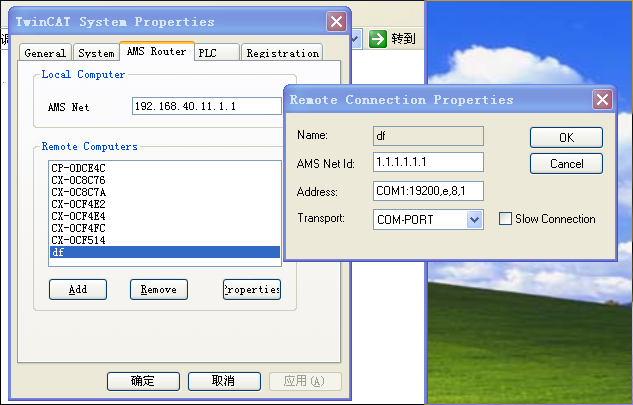 TwinCAT System Properties
General
System
AMS Router
PLC
Registration
Local Computer
AMS Net
192.168.40.11.1.1
Remote Computers
CP-0DCE4C
CX-0C8C76
CX-0C8C7A
CX-0CF4E2
CX-0CF4E4
CX-0CF4FC
CX-0CF514
df
Add
Remove
Properties
确定
取消
应用(A)
转到
Remote Connection Properties
Name:
df
OK
AMS Net Id:
1.1.1.1.1.1
Cancel
Address:
COM1:19200,e,8,1
Transport:
COM-PORT
Slow Connection